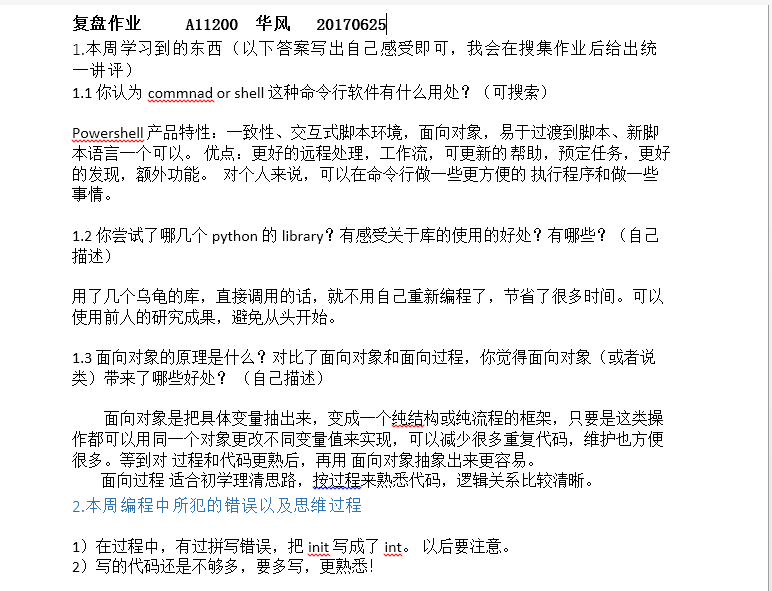 复盘作业 A11200 华风 20170625
1.本周学习到的东西（以下答案写出自己感受即可，我会在搜集作业后给出统
一讲评）
1.1 你认为 commnad or shell 这种命令行软件有什么用处？（可搜索）
Powershell 产品特性：一致性、交互式脚本环境，面向对象，易于过渡到脚本、新脚
本语言一个可以。 优点：更好的远程处理，工作流，可更新的 帮助，预定任务，更好
的发现，额外功能。 对个人来说，可以在命令行做一些更方便的 执行程序和做一些
事情。
1.2 你尝试了哪几个 python 的 library？有感受关于库的使用的好处？有哪些？（自己
描述）
用了几个乌龟的库，直接调用的话，就不用自己重新编程了，节省了很多时间。可以
使用前人的研究成果，避免从头开始。
1.3 面向对象的原理是什么？对比了面向对象和面向过程，你觉得面向对象（或者说
类）带来了哪些好处？（自己描述）
面向对象是把具体变量抽出来，变成一个纯结构或纯流程的框架，只要是这类操
作都可以用同一个对象更改不同变量值来实现，可以减少很多重复代码，维护也方便
很多。等到对 过程和代码更熟后，再用 面向对象抽象出来更容易。
面向过程 适合初学理清思路，按过程来熟悉代码，逻辑关系比较清晰。
2.本周编程中所犯的错误以及思维过程
1）在过程中，有过拼写错误，把 init 写成了 int。 以后要注意。
2）写的代码还是不够多，要多写，更熟悉！